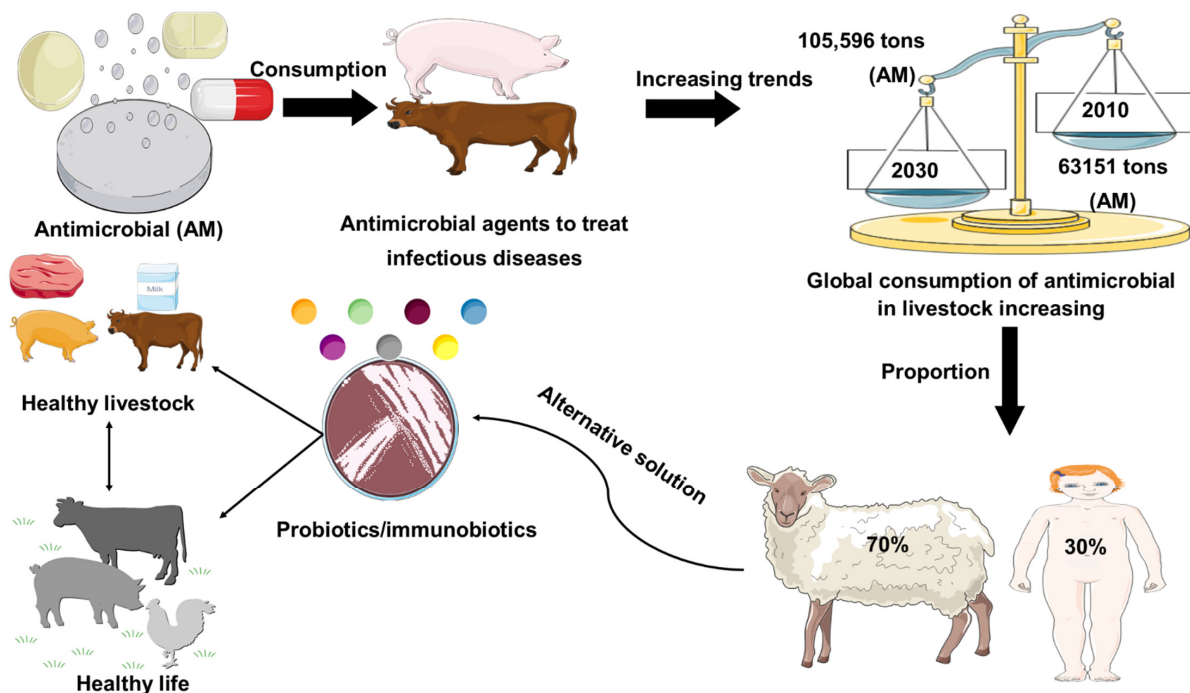 Antimicrobial (AM)
Consumption
Antimicrobial agents to treat
infectious diseases
Increasing trends
105,596 tons
(AM)
2030
2010
63151 tons
(AM)
Global consumption of antimicrobial
in livestock increasing
Proportion
70%
30%
Alternative solution
Probiotics/immunobiotics
Milk
Healthy livestock
Healthy life